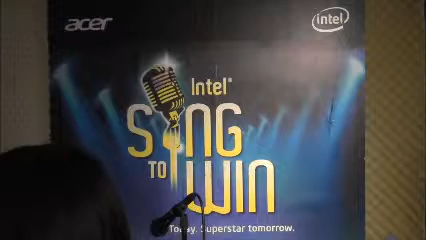 acer
intel
Intel®
SING
TO WIN
Today. Superstar tomorrow.